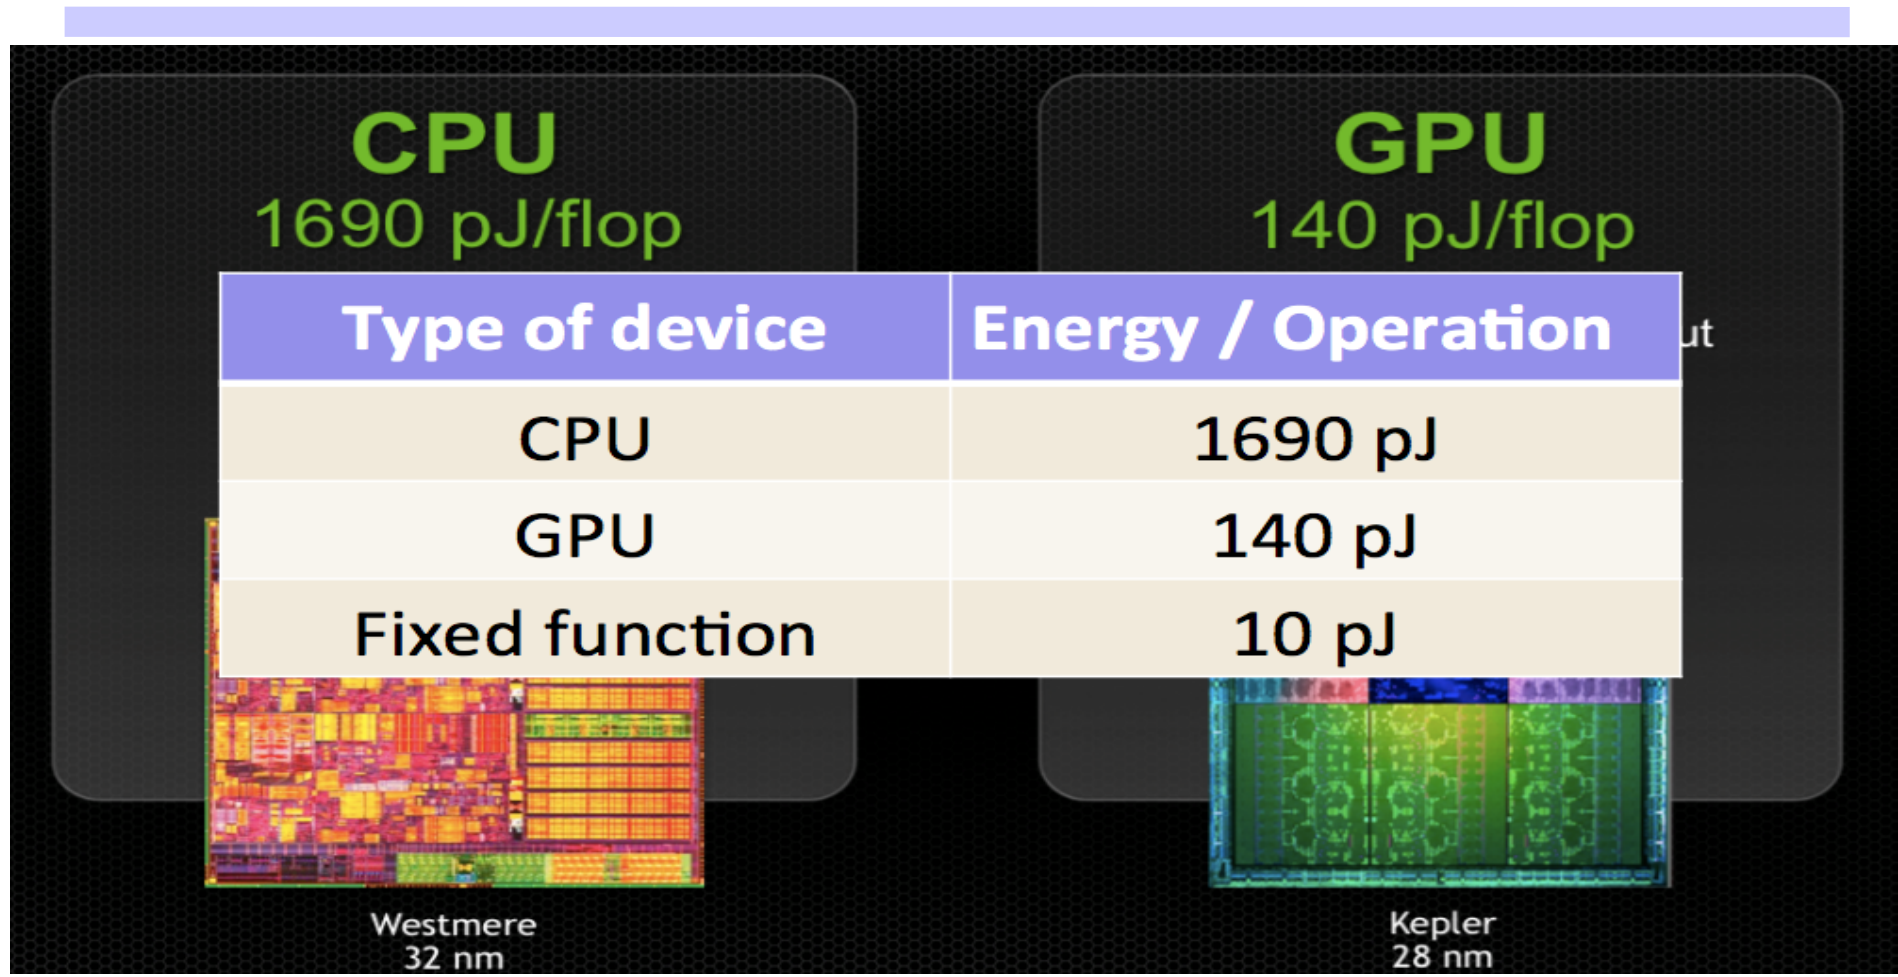 CPU
1690 pJ/flop
GPU
140 pJ/flop
Type of device Energy / Operation
CPU 1690 pJ
GPU 140 pJ
Fixed function 10 pJ
Westmere
32 nm
Kepler
28 nm